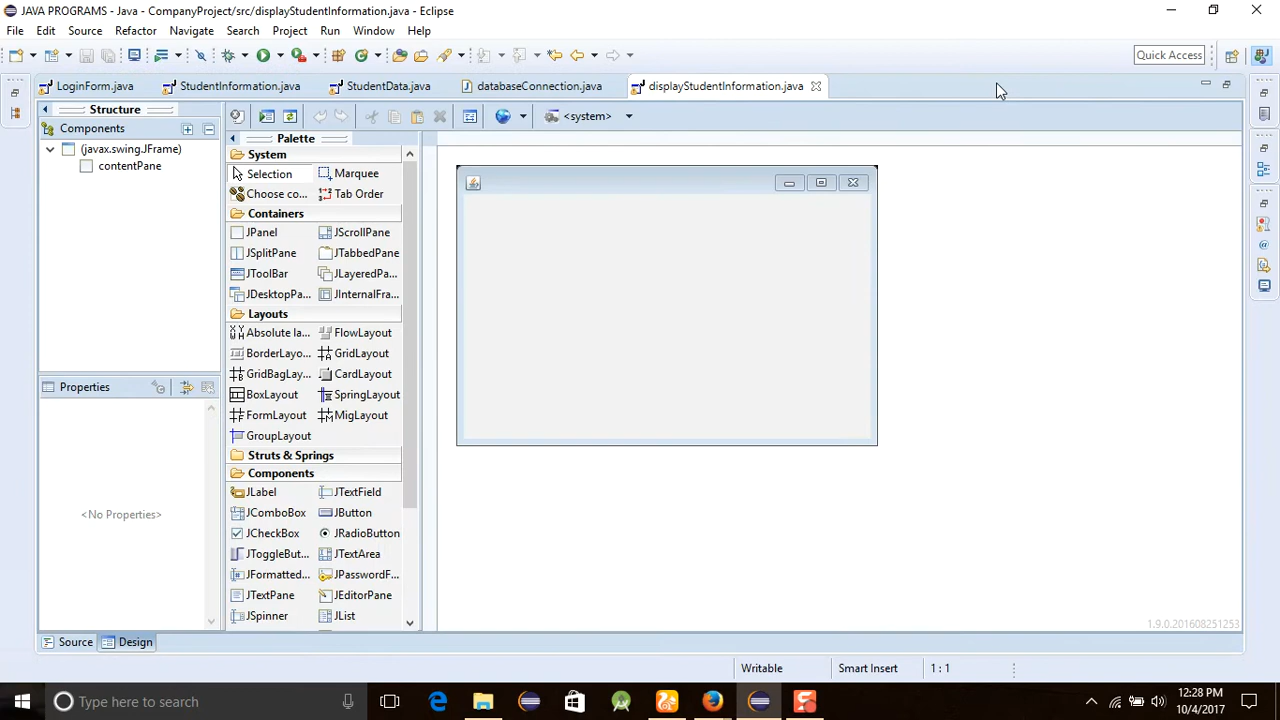 JAVA PROGRAMS - Java - CompanyProject/src/displayStudentInformation.java - Eclipse
File Edit Source Refactor Navigate Search Project Run Window Help
Quick Access
LoginForm.java StudentInformation.java StudentData.java databaseConnection.java displayStudentInformation.java
Structure
<system>
Components
Palette
(javax.swing.JFrame)
contentPane
System
Selection Marquee
Choose co... Tab Order
Containers
JPanel JScrollPane
JSplitPane JTabbedPane
JToolBar JLayeredPa...
JDesktopPa... JInternalFra...
Layouts
Absolute la... FlowLayout
BorderLayo... GridLayout
GridBagLay... CardLayout
BoxLayout SpringLayout
FormLayout MigLayout
GroupLayout
Struts & Springs
Components
JLabel JTextField
JComboBox JButton
JCheckBox JRadioButton
JToggleBut... JTextArea
JFormatted... JPasswordF...
JTextPane JEditorPane
JSpinner JList
Properties
<No Properties>
1.9.0.201608251253
Source Design
Writable Smart Insert 1 : 1
Type here to search
12:28 PM
10/4/2017